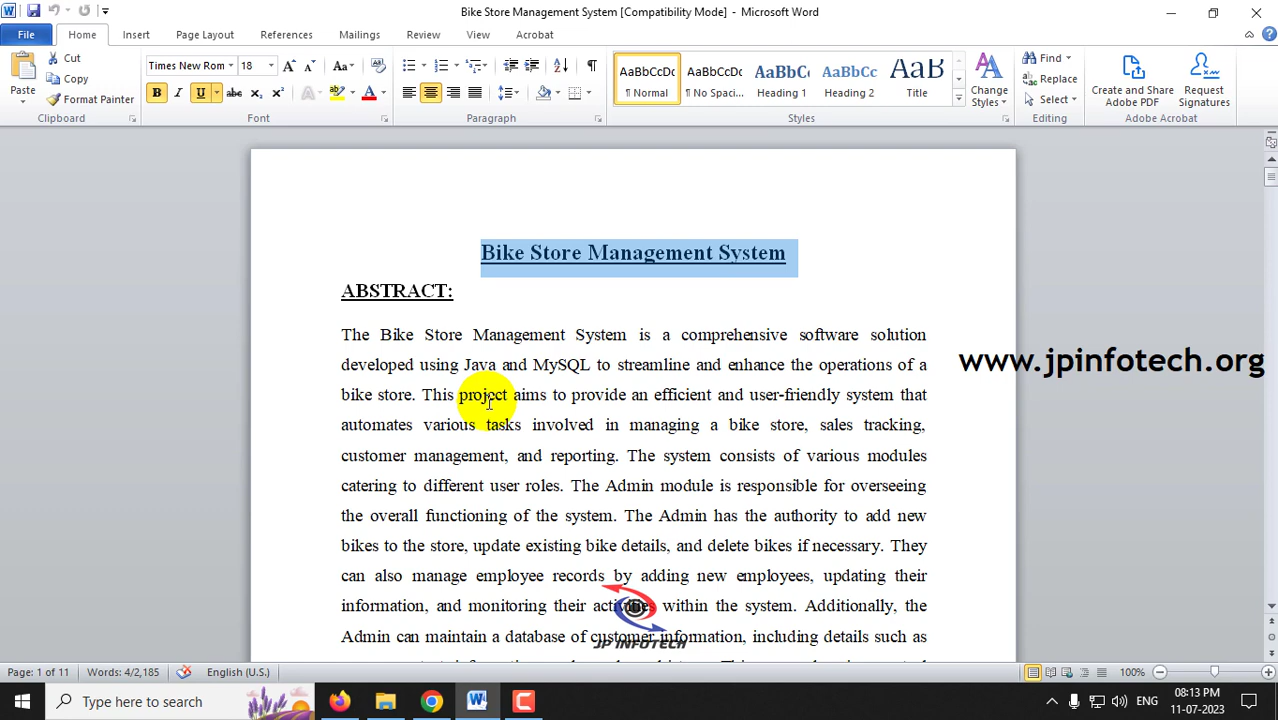 Bike Store Management System [Compatibility Mode] - Microsoft Word
File Home Insert Page Layout References Mailings Review View Acrobat
Paste
Cut
Copy
Format Painter
Clipboard
Times New Rom 18
Font
Paragraph
AaBbCcDc AaBbCcDc AaBbCc AaBbCc AaB
¶ Normal ¶ No Spaci... Heading 1 Heading 2 Title
Change Styles
Styles
Find
Replace
Select
Editing
Create and Share Adobe PDF
Request Signatures
Adobe Acrobat
Bike Store Management System
ABSTRACT:
The Bike Store Management System is a comprehensive software solution
developed using Java and MySQL to streamline and enhance the operations of a
bike store. This project aims to provide an efficient and user-friendly system that
automates various tasks involved in managing a bike store, sales tracking,
customer management, and reporting. The system consists of various modules
catering to different user roles. The Admin module is responsible for overseeing
the overall functioning of the system. The Admin has the authority to add new
bikes to the store, update existing bike details, and delete bikes if necessary. They
can also manage employee records by adding new employees, updating their
information, and monitoring their activities within the system. Additionally, the
Admin can maintain a database of customer information, including details such as
www.jpinfotech.org
JP INFOTECH
Page: 1 of 11 Words: 4/2,185 English (U.S.) 100%
Type here to search
ENG
08:13 PM
11-07-2023